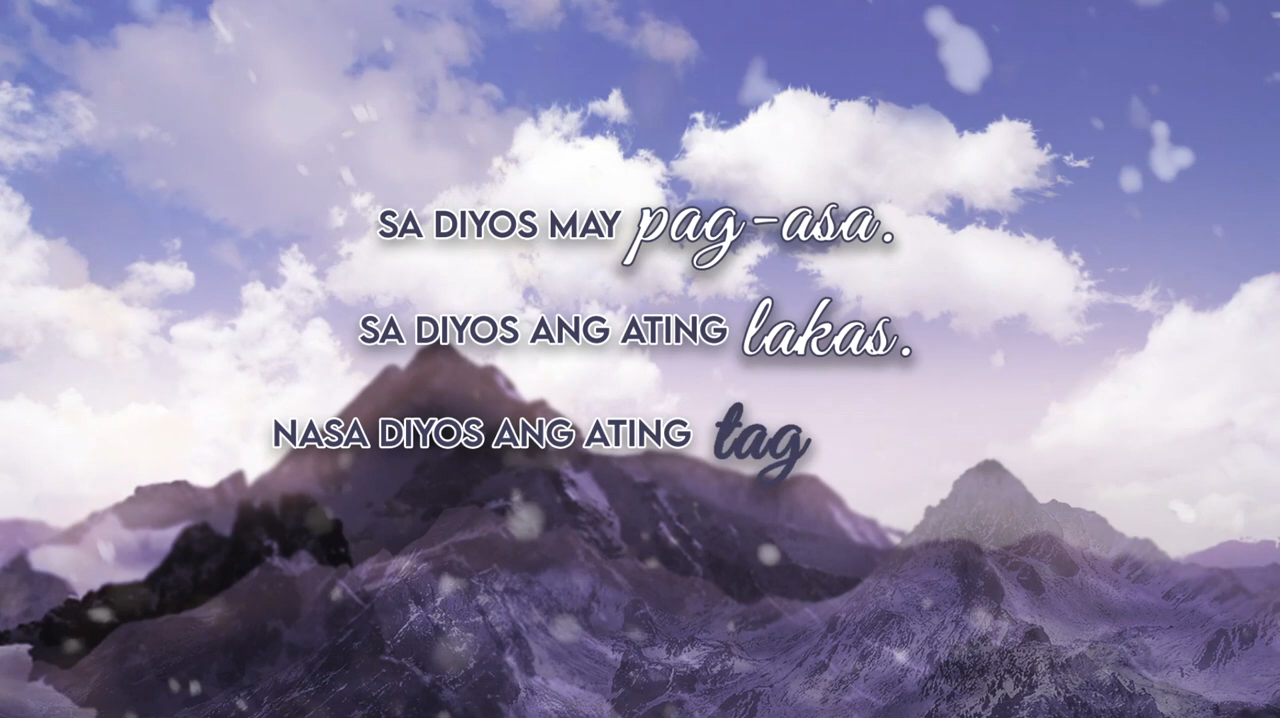 SA DIYOS MAY pag-asa.
SA DIYOS ANG ATING lakas.
NASA DIYOS ANG ATING tag